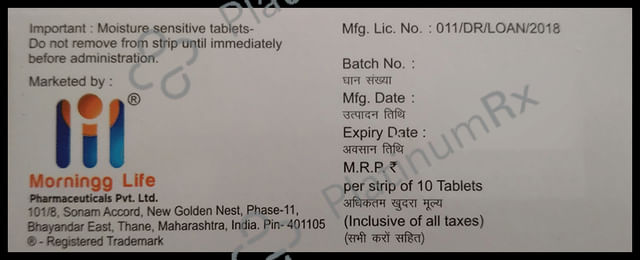 Important : Moisture sensitive tablets-
Do not remove from strip until immediately
before administration.
Marketed by :
®
Morningg Life
Pharmaceuticals Pvt. Ltd.
101/8, Sonam Accord, New Golden Nest, Phase-11,
Bhayandar East, Thane, Maharashtra, India. Pin- 401105
® - Registered Trademark
Mfg. Lic. No. : 011/DR/LOAN/2018
Batch No. :
घान संख्या
Mfg. Date :
उत्पादन तिथि
Expiry Date :
अवसान तिथि
M.R.P. ₹
per strip of 10 Tablets
अधिकतम खुदरा मूल्य
(Inclusive of all taxes)
(सभी करों सहित)
PlatinumRx